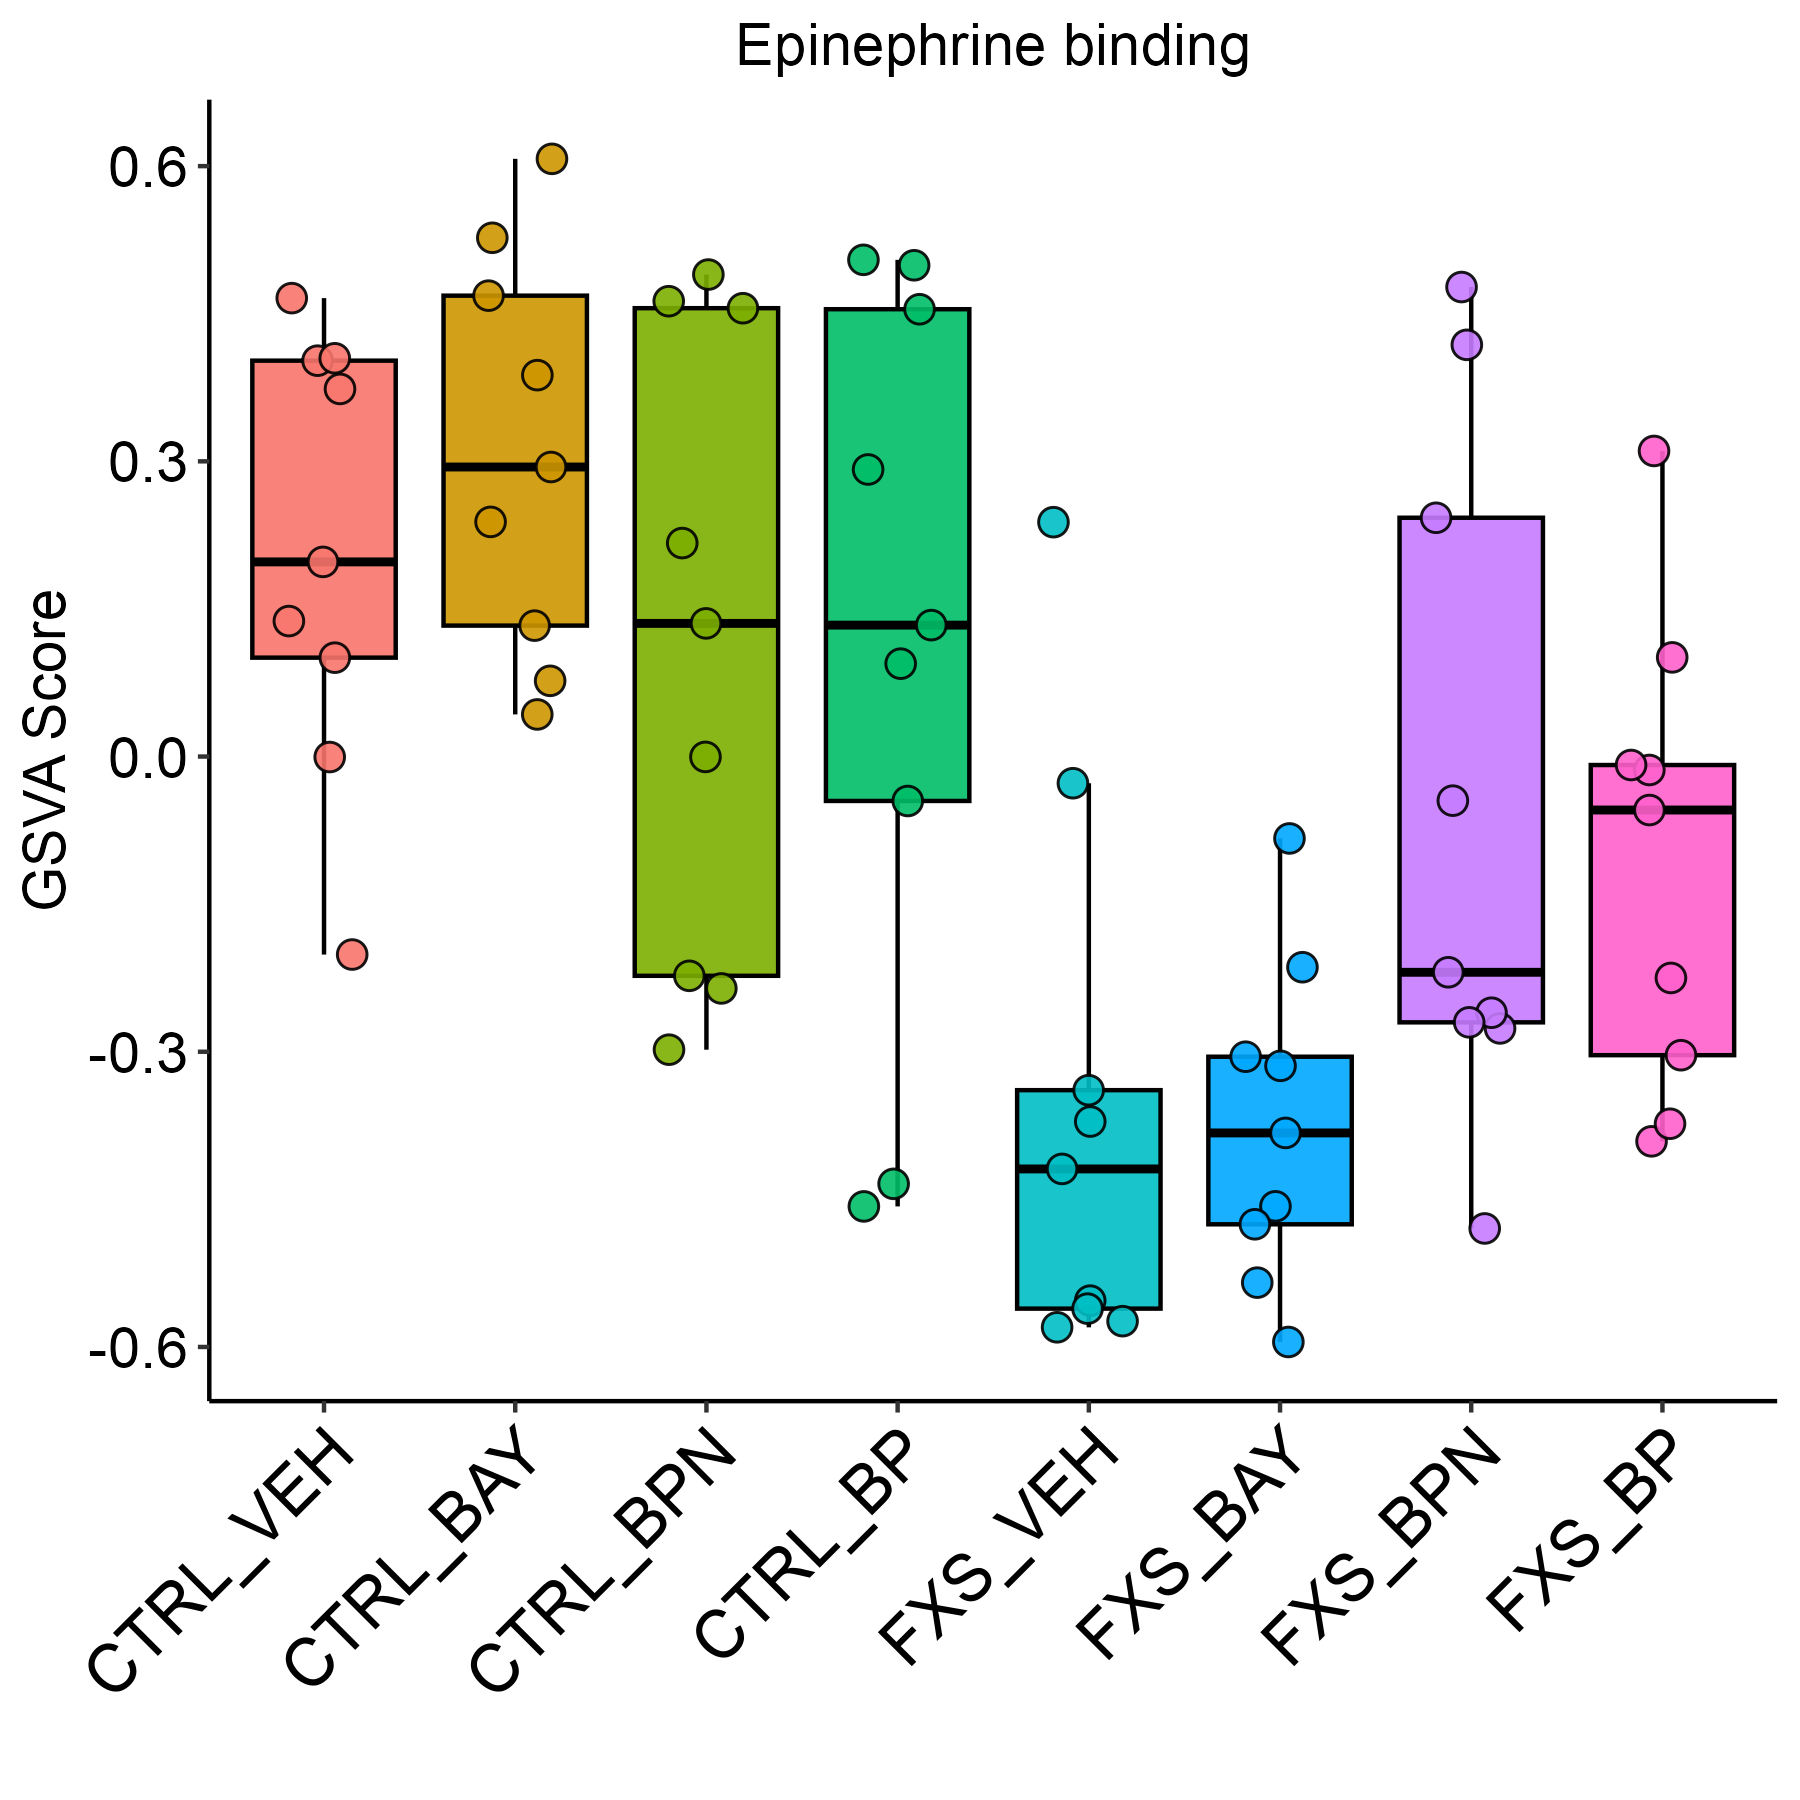 Epinephrine binding
GSVA Score
0.6
0.3
0.0
-0.3
-0.6
CTRL_VEH
CTRL_BAY
CTRL_BPN
CTRL_BP
FXS_VEH
FXS_BAY
FXS_BPN
FXS_BP